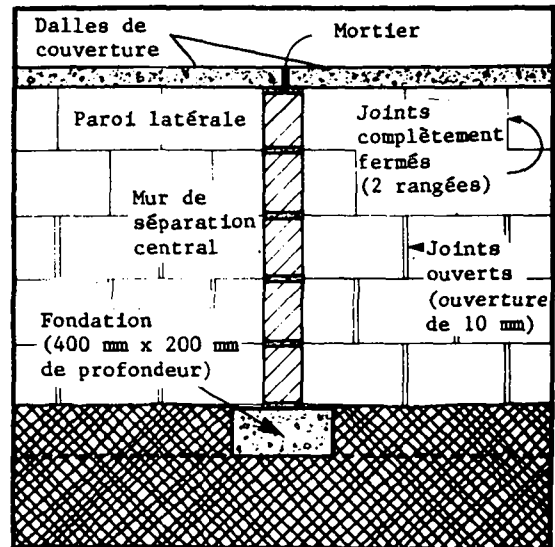 Dalles de
couverture
Mortier
Paroi latérale
Joints
complètement
fermés
(2 rangées)
Mur de
séparation
central
Joints
ouverts
(ouverture
de 10 mm)
Fondation
(400 mm x 200 mm
de profondeur)